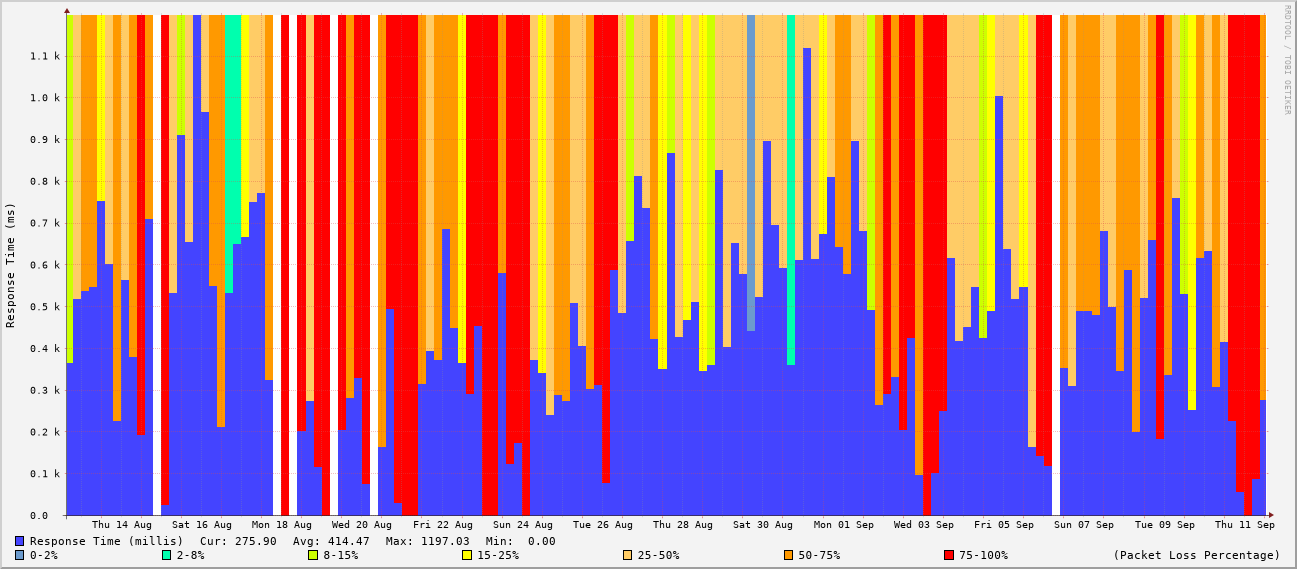 RRDTOOL / TOBI OETIKER
Response Time (ms)
1.1 k
1.0 k
0.9 k
0.8 k
0.7 k
0.6 k
0.5 k
0.4 k
0.3 k
0.2 k
0.1 k
0.0
Thu 14 Aug Sat 16 Aug Mon 18 Aug Wed 20 Aug Fri 22 Aug Sun 24 Aug Tue 26 Aug Thu 28 Aug Sat 30 Aug Mon 01 Sep Wed 03 Sep Fri 05 Sep Sun 07 Sep Tue 09 Sep Thu 11 Sep
Response Time (millis) Cur: 275.90 Avg: 414.47 Max: 1197.03 Min: 0.00
0-2% 2-8% 8-15% 15-25% 25-50% 50-75% 75-100% (Packet Loss Percentage)